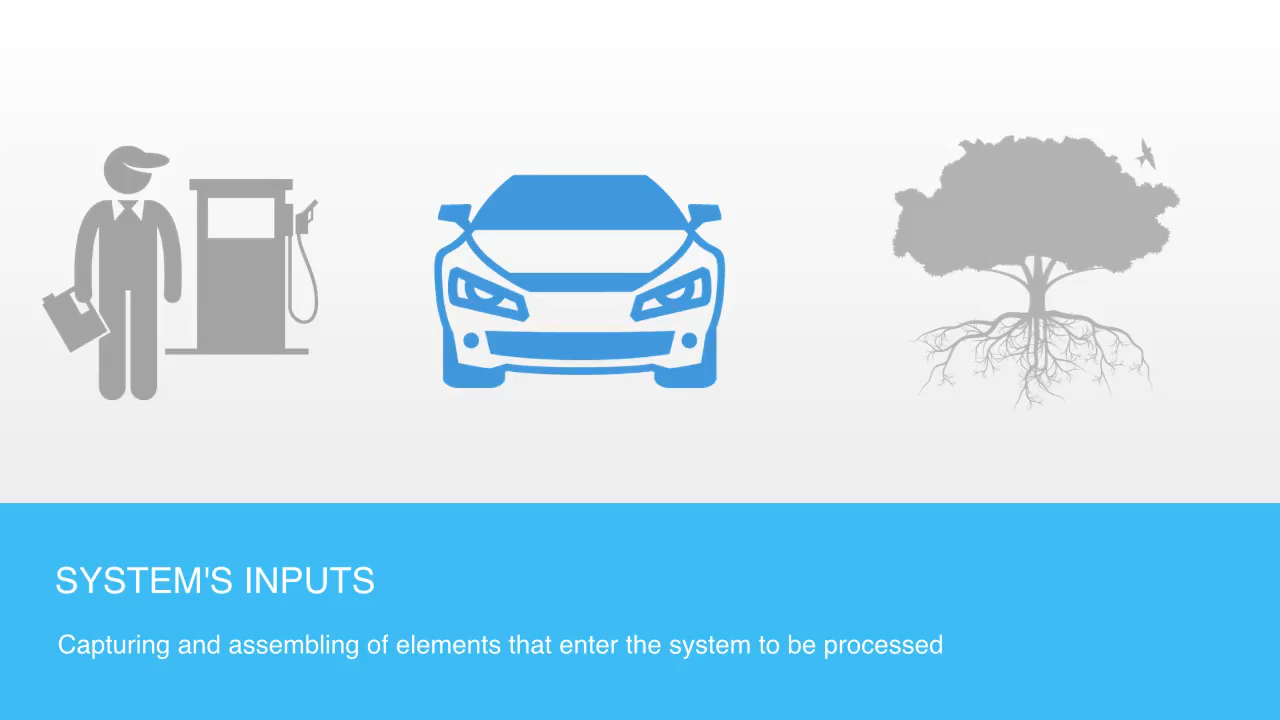 SYSTEM'S INPUTS
Capturing and assembling of elements that enter the system to be processed